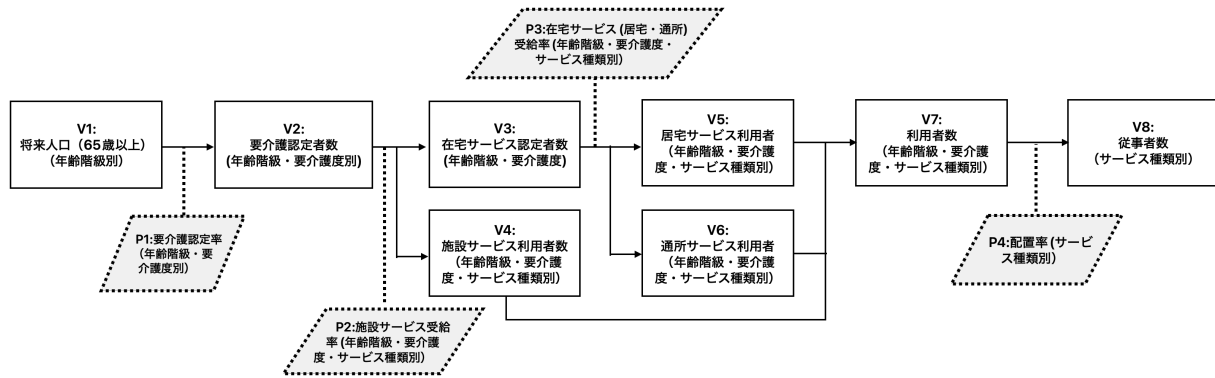 P3:在宅サービス (居宅・通所)
受給率 (年齢階級・要介護度・
サービス種類別）
V1:
将来人口（65歳以上）
（年齢階級別）
V2:
要介護認定者数
(年齢階級・要介護度別)
V3:
在宅サービス認定者数
(年齢階級・要介護度)
V5:
居宅サービス利用者
（年齢階級・要介護
度・サービス種類別）
V7:
利用者数
（年齢階級・要介護
度・サービス種類別）
V8:
従事者数
（サービス種類別）
P1:要介護認定率
（年齢階級・要
介護度別）
V4:
施設サービス利用者数
（年齢階級・要介護
度・サービス種類別）
V6:
通所サービス利用者
（年齢階級・要介護
度・サービス種類別）
P4:配置率 (サービ
ス種類別）
P2:施設サービス受給
率 (年齢階級・要介護
度・サービス種類別）